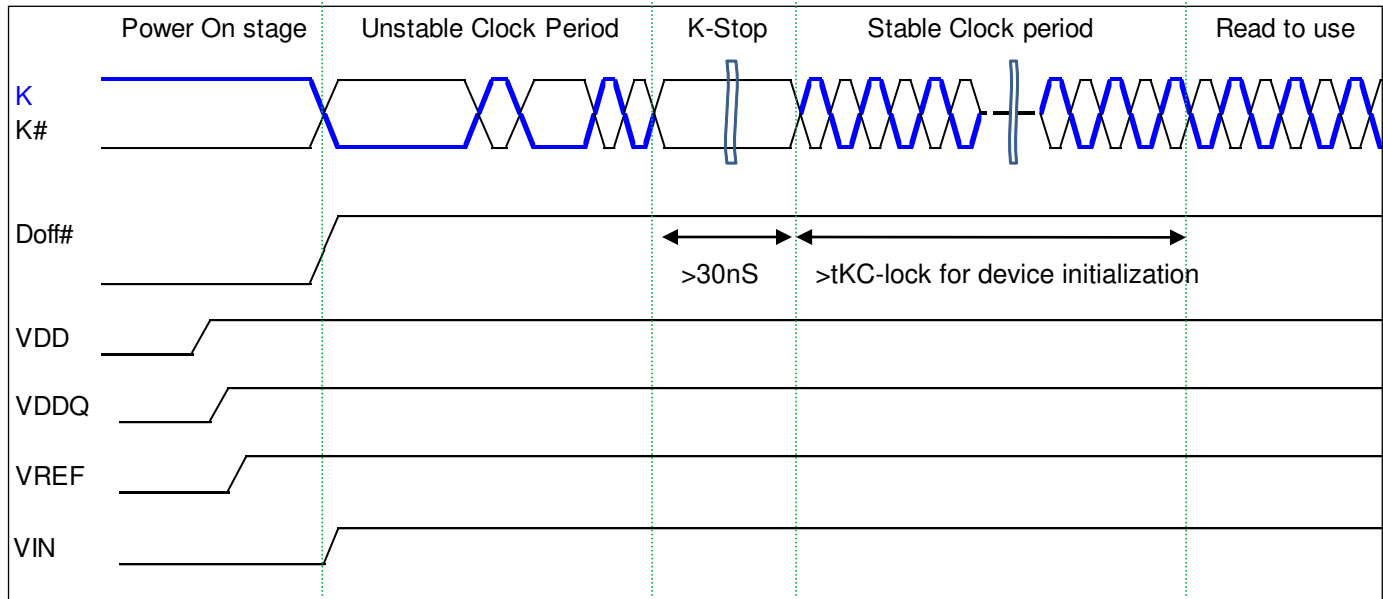 Power On stage
Unstable Clock Period
K-Stop
Stable Clock period
Read to use
K
K#
Doff#
>30nS
>tKC-lock for device initialization
VDD
VDDQ
VREF
VIN